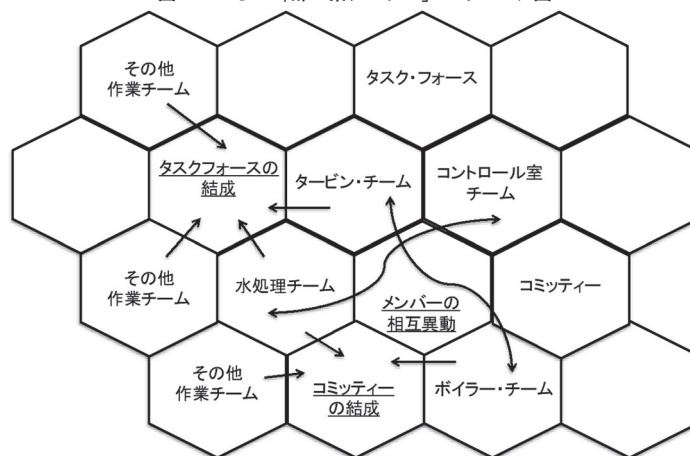 その他
作業チーム
タスク・フォース
タスクフォースの
結成
タービン・チーム
コントロール室
チーム
その他
作業チーム
水処理チーム
メンバーの
相互異動
コミッティー
その他
作業チーム
コミッティー
の結成
ボイラー・チーム